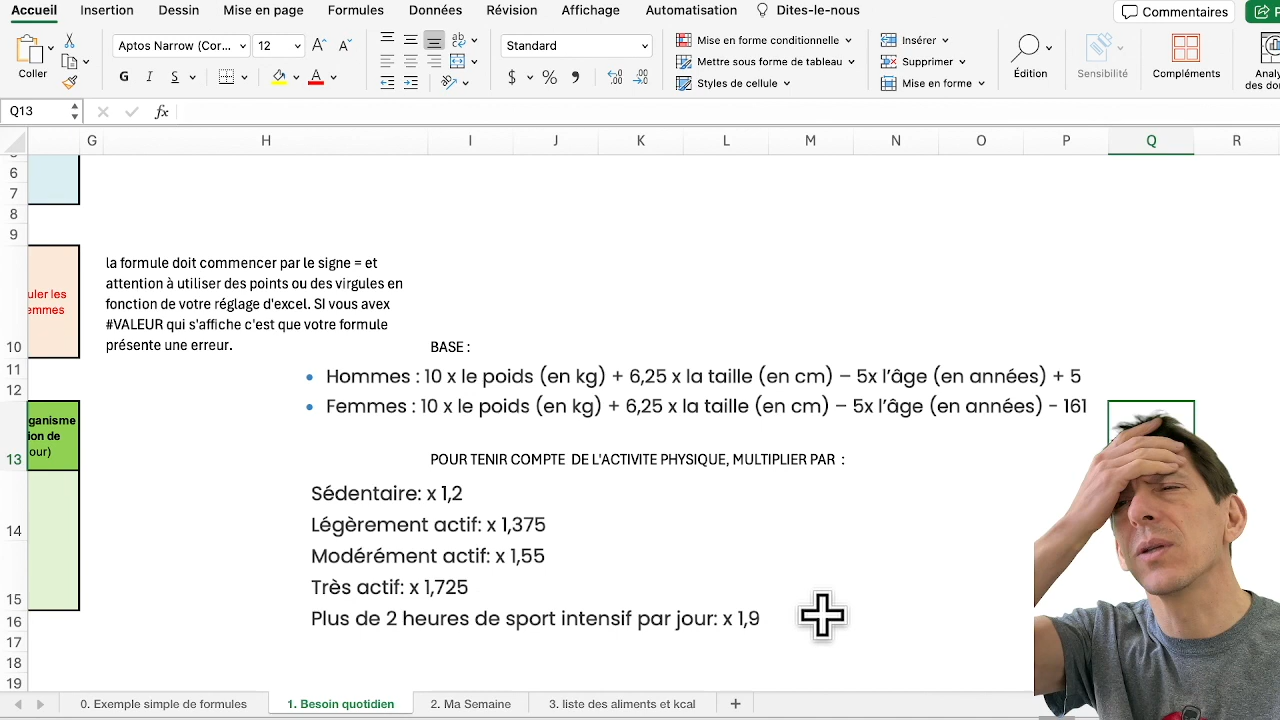 Accueil Insertion Dessin Mise en page Formules Données Révision Affichage Automatisation Dites-le-nous Commentaires
Coller
Aptos Narrow (Cor... 12
G I S A
Standard
$ %
Mise en forme conditionnelle
Mettre sous forme de tableau
Styles de cellule
Insérer
Supprimer
Mise en forme
Édition
Sensibilité
Compléments
Analy
des don
Q13 fx
G H I J K L M N O P Q R
6
7
8
9
10
11
12
13
14
15
16
17
18
19
uler les
emmes
la formule doit commencer par le signe = et
attention à utiliser des points ou des virgules en
fonction de votre réglage d'excel. SI vous avex
#VALEUR qui s'affiche c'est que votre formule
présente une erreur.
BASE :
• Hommes : 10 x le poids (en kg) + 6,25 x la taille (en cm) – 5x l’âge (en années) + 5
• Femmes : 10 x le poids (en kg) + 6,25 x la taille (en cm) – 5x l’âge (en années) - 161
ganisme
ion de
our)
POUR TENIR COMPTE DE L'ACTIVITE PHYSIQUE, MULTIPLIER PAR :
Sédentaire: x 1,2
Légèrement actif: x 1,375
Modérément actif: x 1,55
Très actif: x 1,725
Plus de 2 heures de sport intensif par jour: x 1,9
0. Exemple simple de formules 1. Besoin quotidien 2. Ma Semaine 3. liste des aliments et kcal +